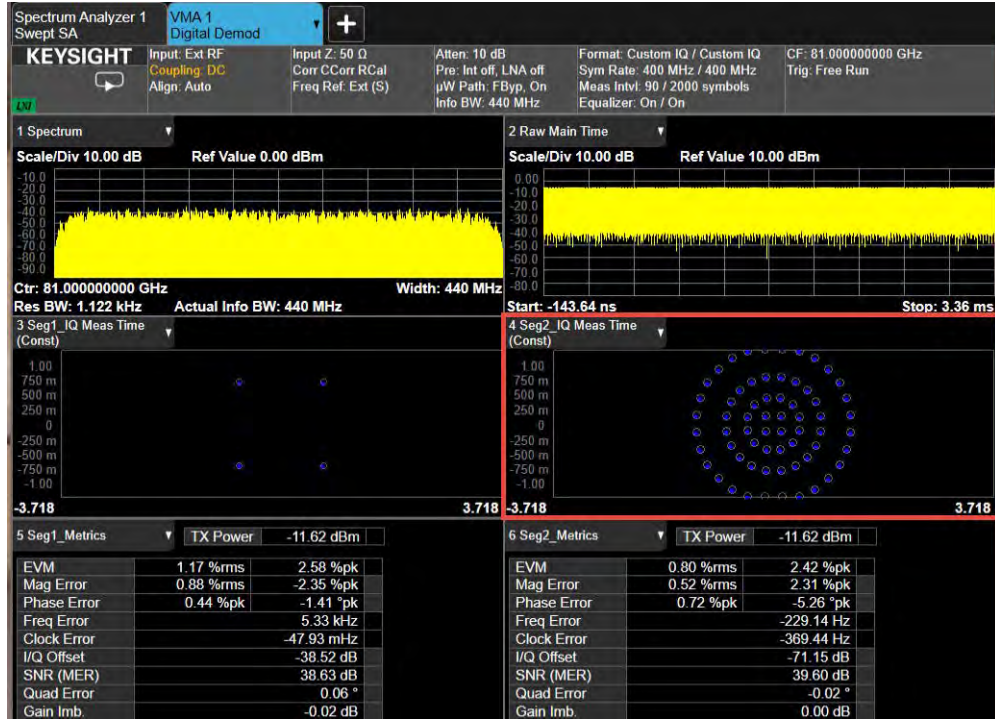 Spectrum Analyzer 1
Swept SA
VMA 1
Digital Demod
+
KEYSIGHT
LXI
Input: Ext RF
Coupling: DC
Align: Auto
Input Z: 50 Ω
Corr CCorr RCal
Freq Ref: Ext (S)
Atten: 10 dB
Pre: Int off, LNA off
µW Path: FByp, On
Info BW: 440 MHz
Format: Custom IQ / Custom IQ
Sym Rate: 400 MHz / 400 MHz
Meas Intvl: 90 / 2000 symbols
Equalizer: On / On
CF: 81.000000000 GHz
Trig: Free Run
1 Spectrum
Scale/Div 10.00 dB Ref Value 0.00 dBm
-10.0
-20.0
-30.0
-40.0
-50.0
-60.0
-70.0
-80.0
-90.0
Ctr: 81.000000000 GHz Width: 440 MHz
Res BW: 1.122 kHz Actual Info BW: 440 MHz
2 Raw Main Time
Scale/Div 10.00 dB Ref Value 10.00 dBm
0.00
-10.0
-20.0
-30.0
-40.0
-50.0
-60.0
-80.0
Start: -143.64 ns Stop: 3.36 ms
3 Seg1_IQ Meas Time
(Const)
1.00
750 m
500 m
250 m
0
-250 m
-500 m
-750 m
-1.00
-3.718 3.718
4 Seg2_IQ Meas Time
(Const)
1.00
750 m
500 m
250 m
0
-250 m
-500 m
-750 m
-1.00
-3.718 3.718
5 Seg1_Metrics TX Power -11.62 dBm
EVM 1.17 %rms 2.58 %pk
Mag Error 0.88 %rms -2.35 %pk
Phase Error 0.44 %pk -1.41 °pk
Freq Error 5.33 kHz
Clock Error -47.93 mHz
I/Q Offset -38.52 dB
SNR (MER) 38.63 dB
Quad Error 0.06 °
Gain Imb. -0.02 dB
6 Seg2_Metrics TX Power -11.62 dBm
EVM 0.80 %rms 2.42 %pk
Mag Error 0.52 %rms 2.31 %pk
Phase Error 0.72 %pk -5.26 °pk
Freq Error -229.14 Hz
Clock Error -369.44 Hz
I/Q Offset -71.15 dB
SNR (MER) 39.60 dB
Quad Error -0.02 °
Gain Imb. 0.00 dB